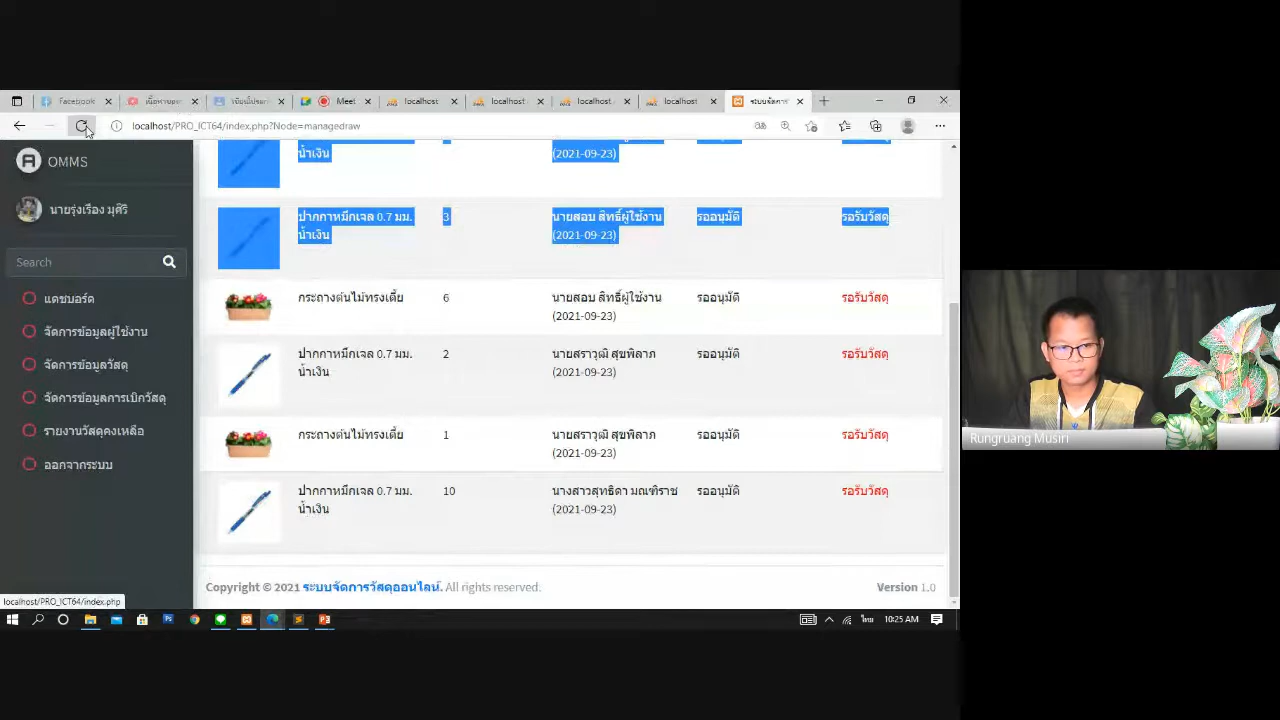 Facebook
Meet
localhost
localhost
localhost
localhost
ระบบจัดการ
localhost/PRO_ICT64/index.php?Node=managedraw
OMMS
นายรุ่งเรือง มุศิริ
Search
แดชบอร์ด
จัดการข้อมูลผู้ใช้งาน
จัดการข้อมูลวัสดุ
จัดการข้อมูลการเบิกวัสดุ
รายงานวัสดุคงเหลือ
ออกจากระบบ
น้ำเงิน (2021-09-23)
ปากกาหมึกเจล 0.7 มม. 3 นายสอบ สิทธิ์ผู้ใช้งาน รออนุมัติ รอรับวัสดุ
น้ำเงิน (2021-09-23)
กระถางต้นไม้ทรงเตี้ย 6 นายสอบ สิทธิ์ผู้ใช้งาน รออนุมัติ รอรับวัสดุ
(2021-09-23)
ปากกาหมึกเจล 0.7 มม. 2 นายสราวุฒิ สุขพิลาภ รออนุมัติ รอรับวัสดุ
น้ำเงิน (2021-09-23)
กระถางต้นไม้ทรงเตี้ย 1 นายสราวุฒิ สุขพิลาภ รออนุมัติ รอรับวัสดุ
(2021-09-23)
ปากกาหมึกเจล 0.7 มม. 10 นางสาวสุทธิดา มณฑิราช รออนุมัติ รอรับวัสดุ
น้ำเงิน (2021-09-23)
Copyright © 2021 ระบบจัดการวัสดุออนไลน์. All rights reserved. Version 1.0
localhost/PRO_ICT64/index.php
ไทย 10:25 AM
Rungruang Musiri